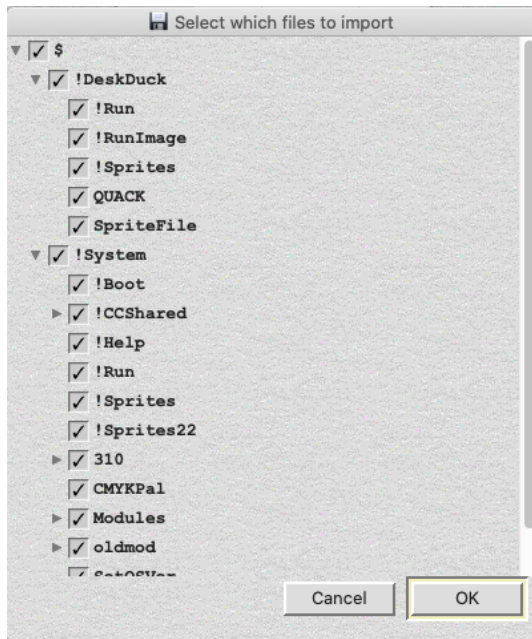 Select which files to import
$
!DeskDuck
!Run
!RunImage
!Sprites
QUACK
SpriteFile
!System
!Boot
!CCShared
!Help
!Run
!Sprites
!Sprites22
310
CMYKPal
Modules
oldmod
SetOSVer
Cancel OK